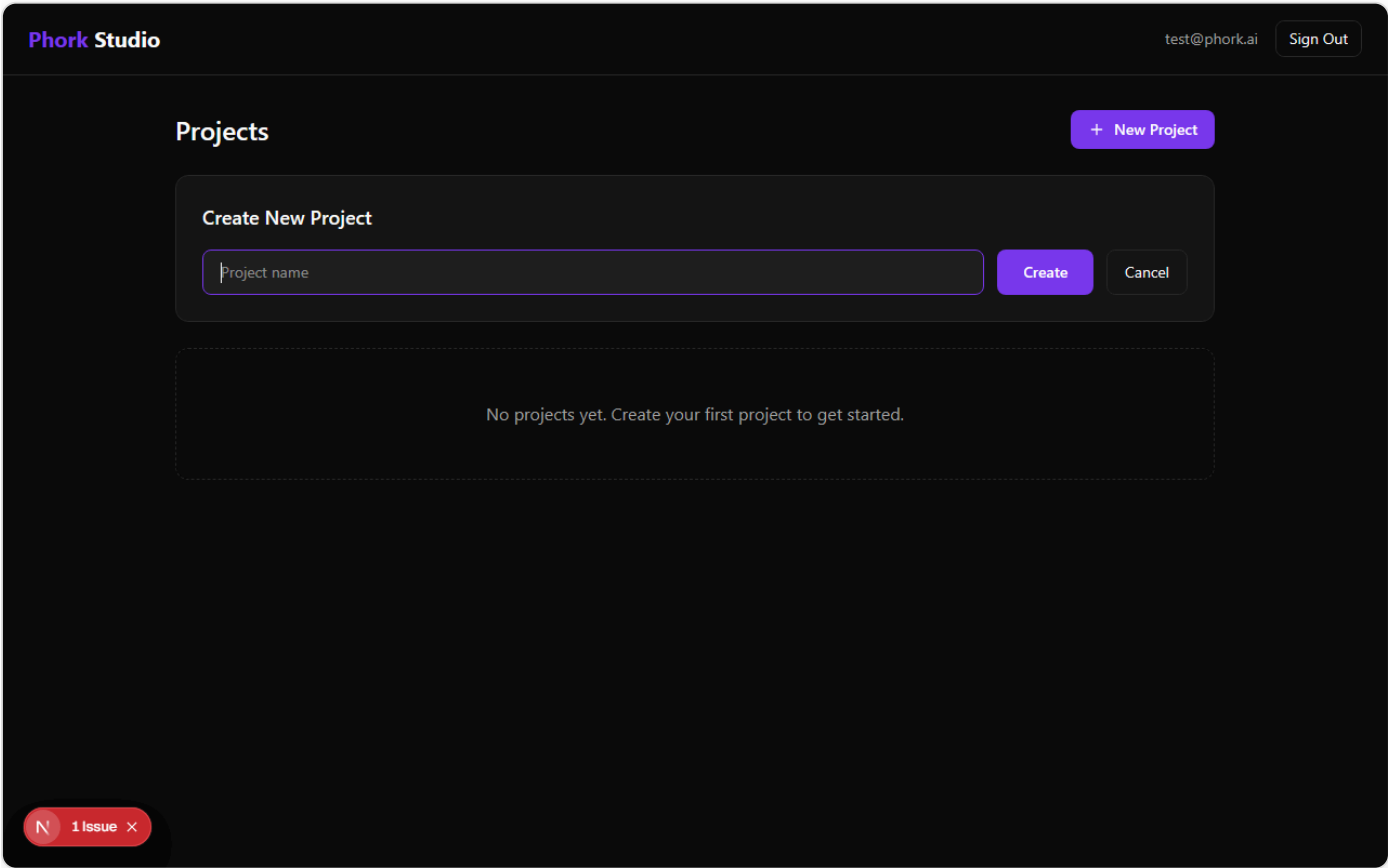 Phork Studio
test@phork.ai
Sign Out
Projects
+ New Project
Create New Project
Project name
Create
Cancel
No projects yet. Create your first project to get started.
N
1 Issue